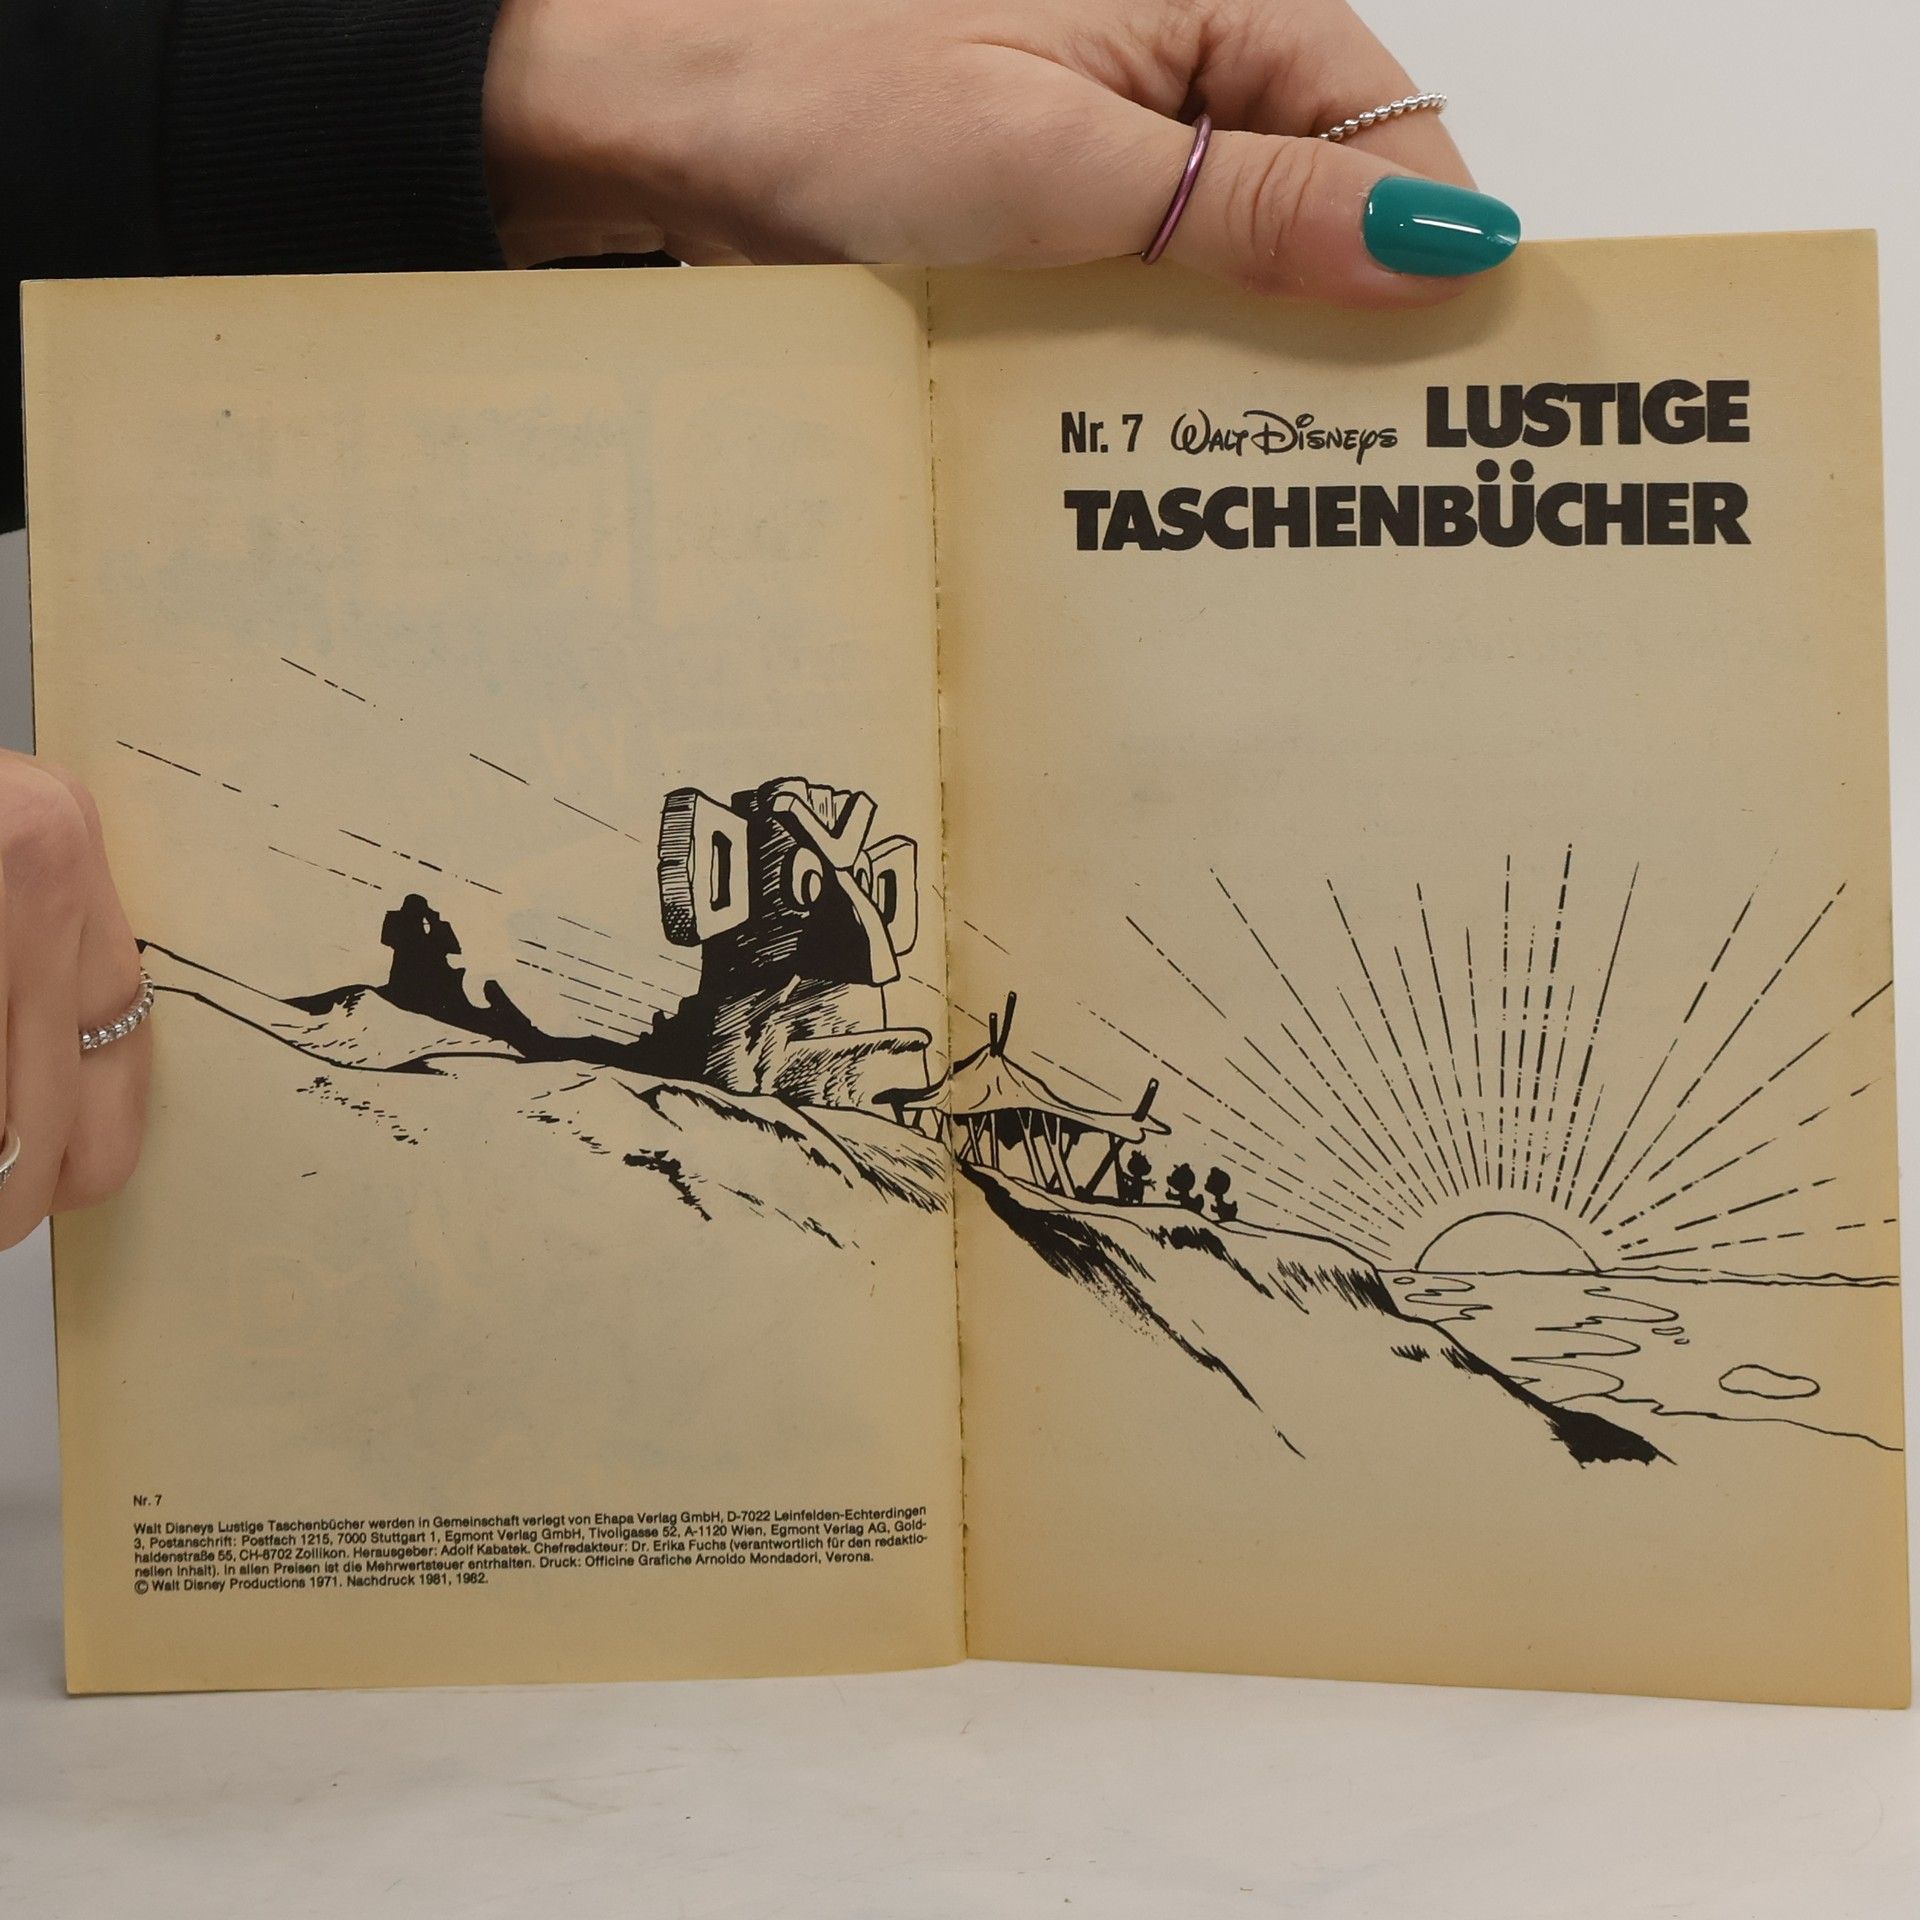 Nr. 7 WALT DISNEYS LUSTIGE
TASCHENBÜCHER
Nr. 7
Walt Disneys Lustige Taschenbücher werden in Gemeinschaft verlegt von Ehapa Verlag GmbH, D-7022 Leinfelden-Echterdingen
3, Postanschrift: Postfach 1215, 7000 Stuttgart 1, Egmont Verlag GmbH, Tivoligasse 52, A-1120 Wien, Egmont Verlag AG, Gold-
haldenstraße 55, CH-8702 Zollikon. Herausgeber: Adolf Kabatek. Chefredakteur: Dr. Erika Fuchs (verantwortlich für den redaktio-
nellen Inhalt). In allen Preisen ist die Mehrwertsteuer entrhalten. Druck: Officine Grafiche Arnoldo Mondadori, Verona.
© Walt Disney Productions 1971. Nachdruck 1981, 1982.